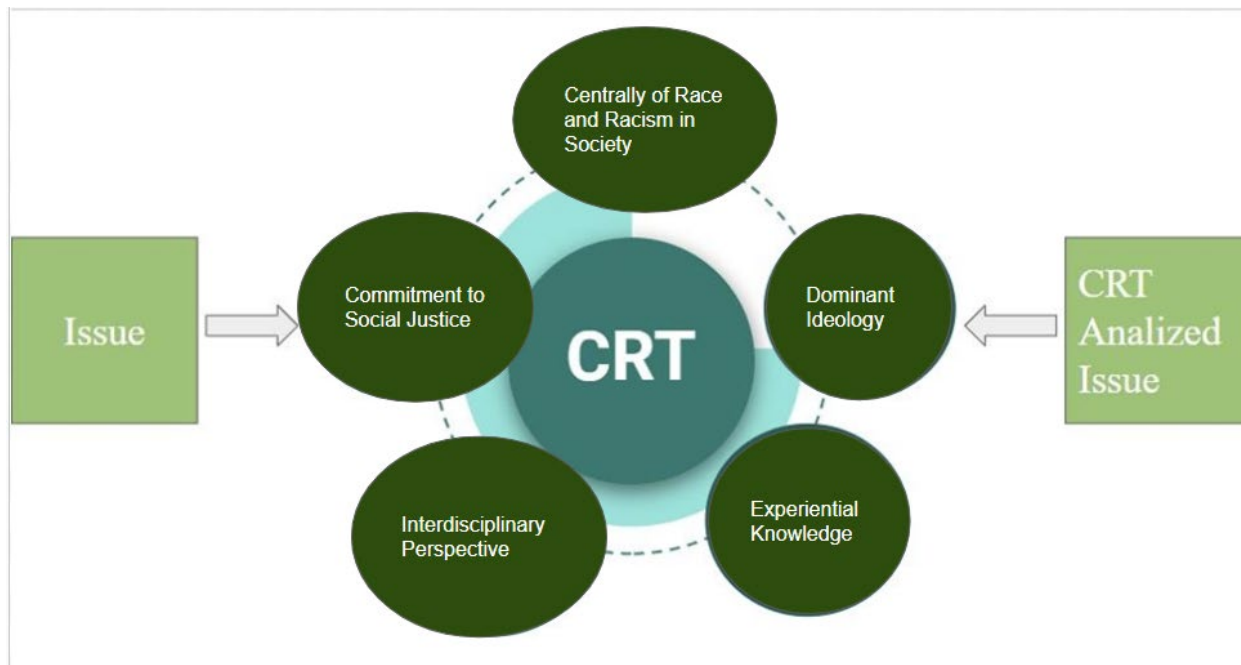 Centrally of Race
and Racism in
Society
Issue
Commitment to
Social Justice
CRT
Dominant
Ideology
CRT
Analized
Issue
Interdisciplinary
Perspective
Experiential
Knowledge